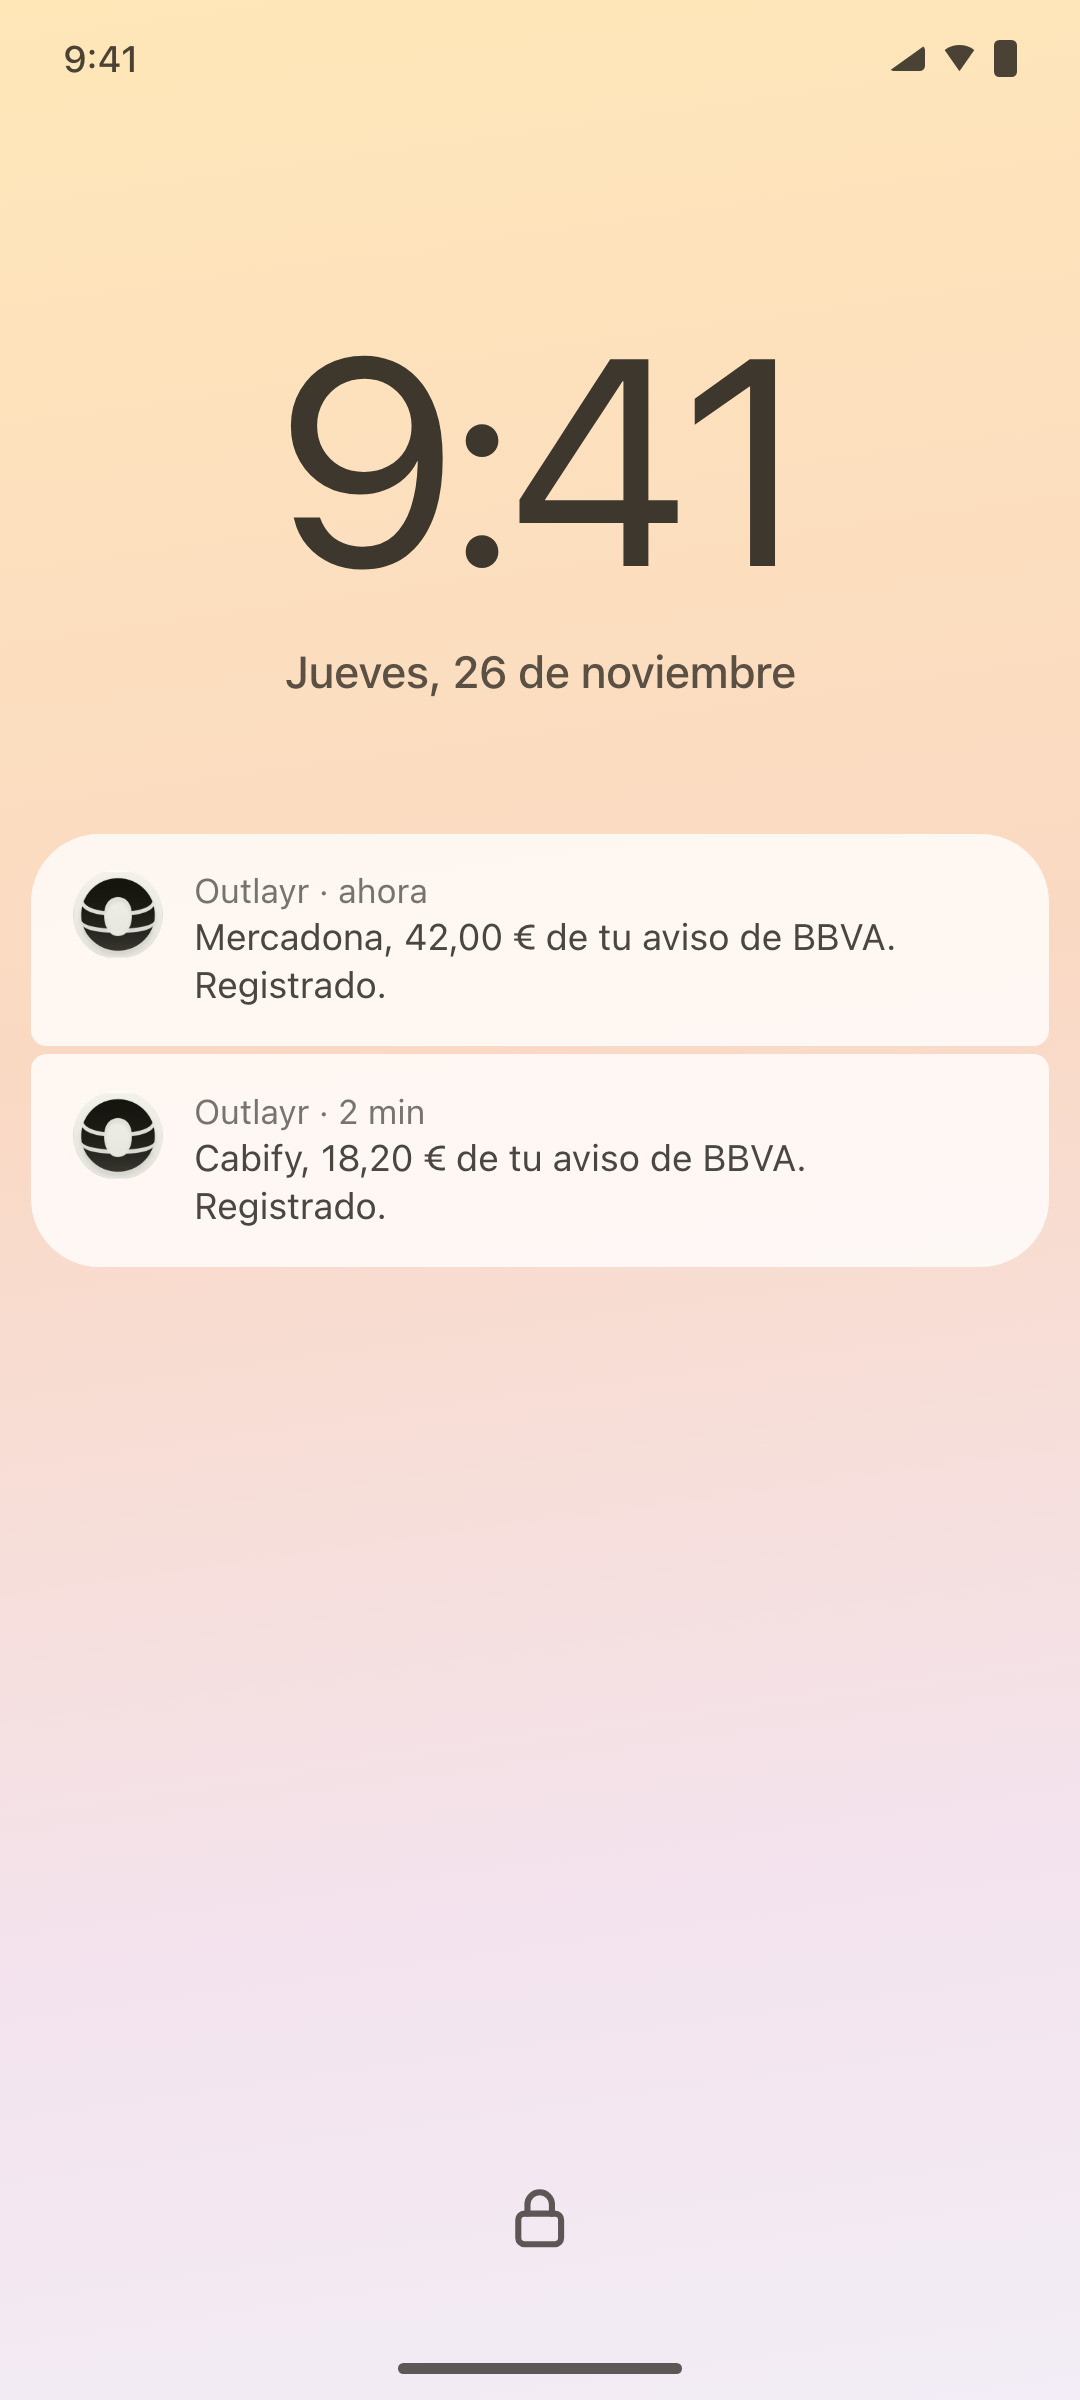 9:41
9:41
Jueves, 26 de noviembre
Outlayr · ahora
Mercadona, 42,00 € de tu aviso de BBVA.
Registrado.
Outlayr · 2 min
Cabify, 18,20 € de tu aviso de BBVA.
Registrado.